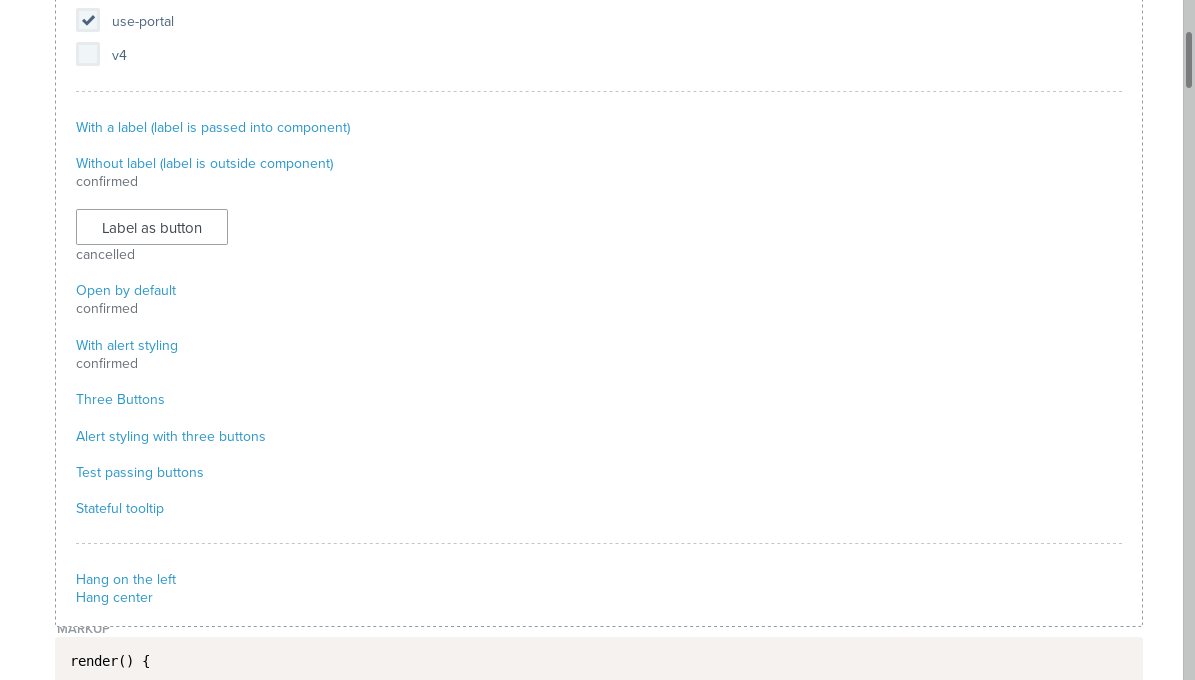 use-portal
v4
With a label (label is passed into component)
Without label (label is outside component)
confirmed
Label as button
cancelled
Open by default
confirmed
With alert styling
confirmed
Three Buttons
Alert styling with three buttons
Test passing buttons
Stateful tooltip
Hang on the left
Hang center
MARKUP
render() {